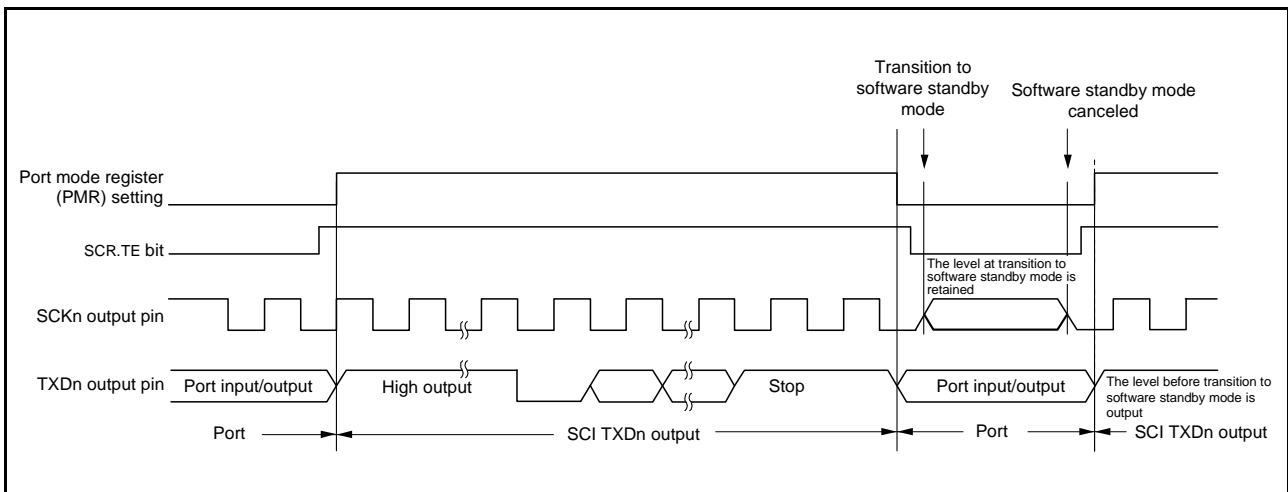 Transition to
software standby
mode
Software standby mode
canceled
Port mode register
(PMR) setting
SCR.TE bit
The level at transition to
software standby mode is
retained
SCKn output pin
TXDn output pin
Port input/output
High output
Stop
Port input/output
The level before transition to
software standby mode is
output
Port
SCI TXDn output
Port
SCI TXDn output